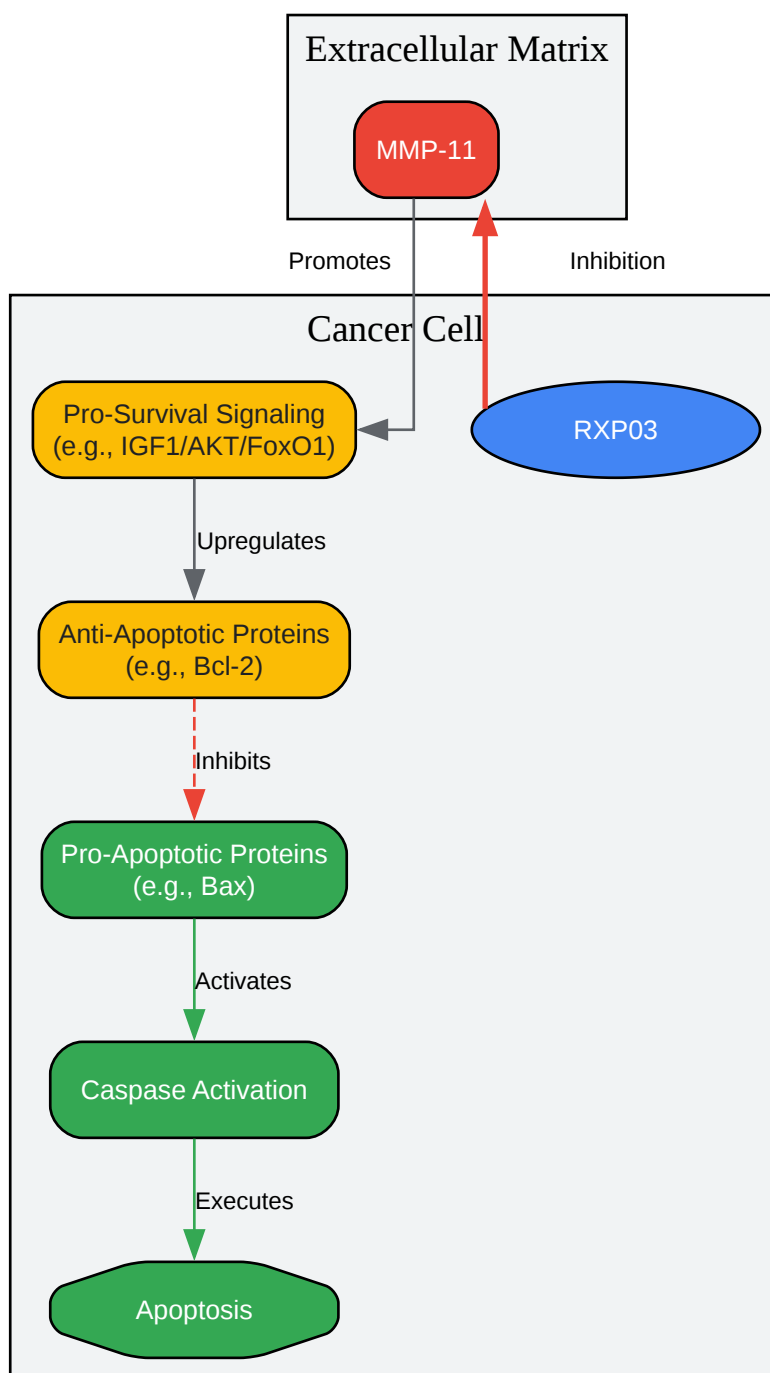 Extracellular Matrix
MMP-11
Promotes
Inhibition
Cancer Cell
Pro-Survival Signaling
(e.g., IGF1/AKT/FoxO1)
RXP03
Upregulates
Anti-Apoptotic Proteins
(e.g., Bcl-2)
Inhibits
Pro-Apoptotic Proteins
(e.g., Bax)
Activates
Caspase Activation
Executes
Apoptosis